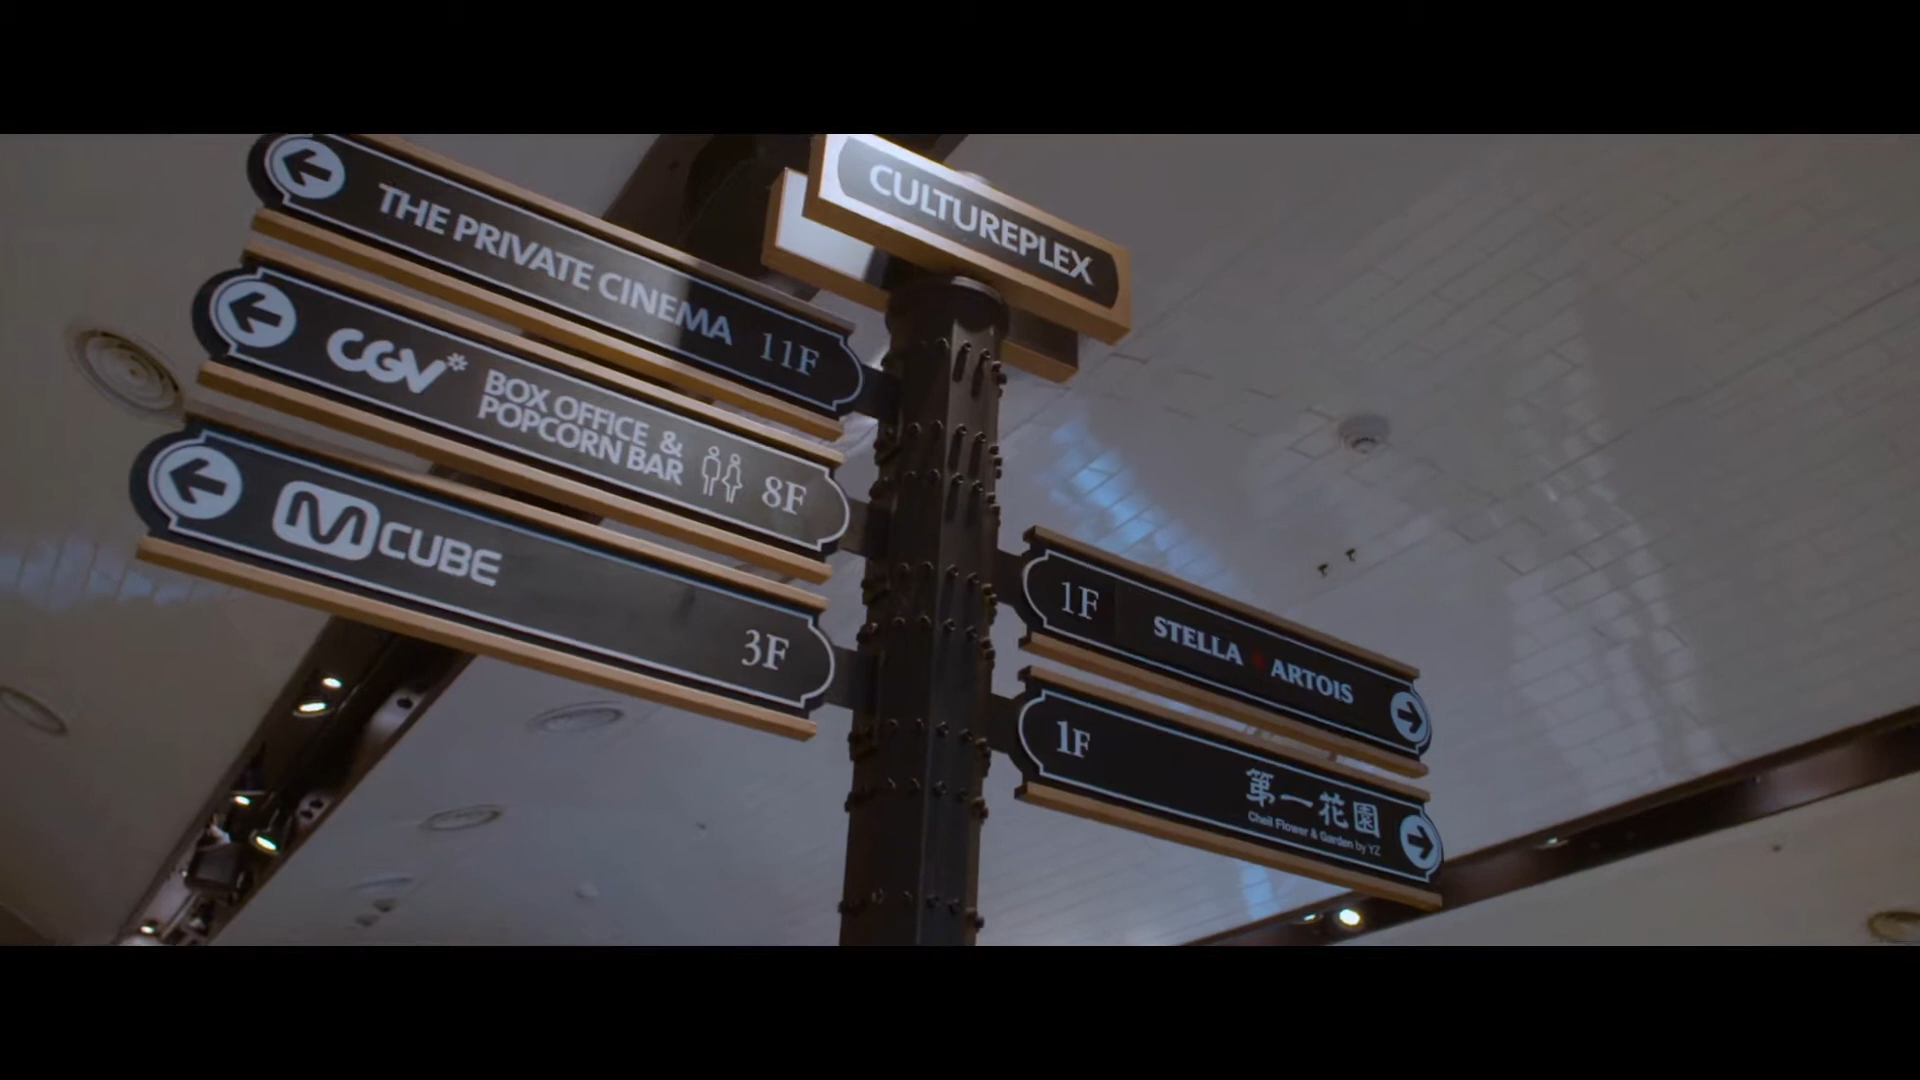 CULTUREPLEX
THE PRIVATE CINEMA 11F
CGV* BOX OFFICE &
POPCORN BAR 8F
M CUBE
3F
1F STELLA ARTOIS
1F 第一花園
Cheil Flower & Garden by YZ